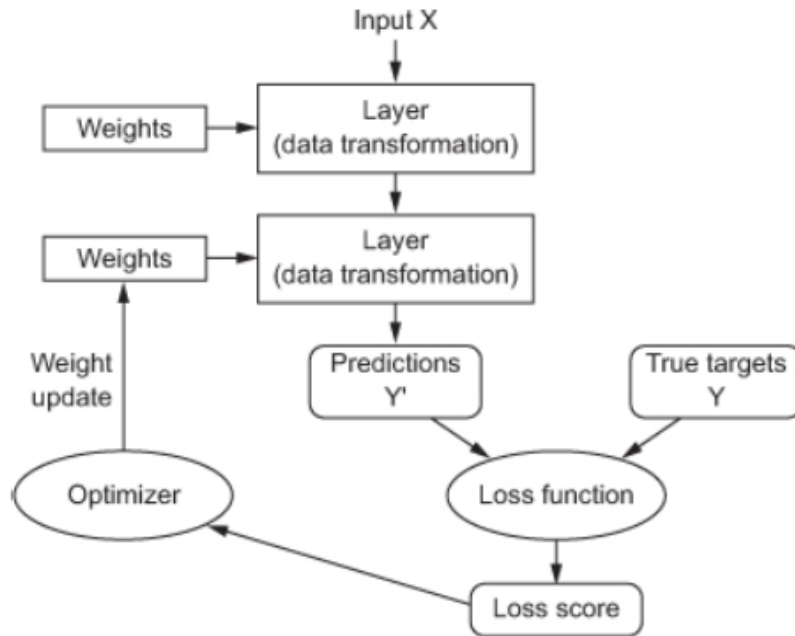 Input X
Layer
(data transformation)
Weights
Layer
(data transformation)
Weights
Weight
update
Predictions
Y'
True targets
Y
Optimizer
Loss function
Loss score